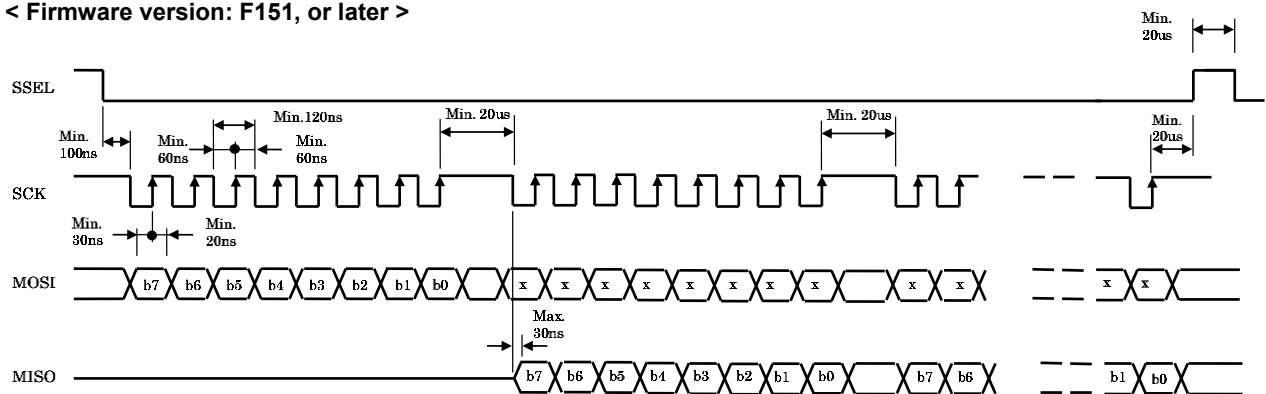 < Firmware version: F151, or later >
Min.
20us
SSEL
Min.
100ns
Min.
60ns
Min.120ns
Min.
60ns
Min. 20us
Min. 20us
Min.
20us
SCK
Min.
30ns
Min.
20ns
MOSI
b7 b6 b5 b4 b3 b2 b1 b0 x x x x x x x x x x x x
Max.
30ns
MISO
b7 b6 b5 b4 b3 b2 b1 b0 b7 b6 b1 b0